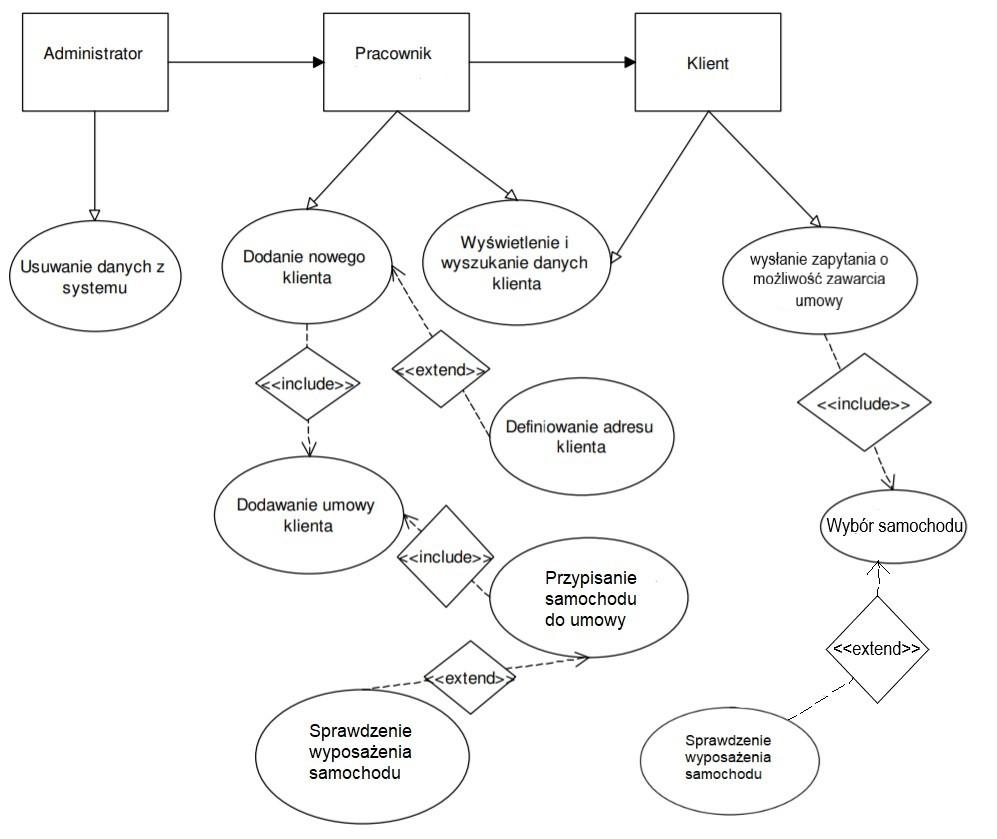 Administrator
Pracownik
Klient
Usuwanie danych z
systemu
Dodanie nowego
klienta
Wyświetlenie i
wyszukanie danych
klienta
wysłanie zapytania o
możliwość zawarcia
umowy
<<include>>
<<extend>>
<<include>>
Definiowanie adresu
klienta
Dodawanie umowy
klienta
Wybór samochodu
<<include>>
Przypisanie
samochodu
do umowy
<<extend>>
<<extend>>
Sprawdzenie
wyposażenia
samochodu
Sprawdzenie
wyposażenia
samochodu